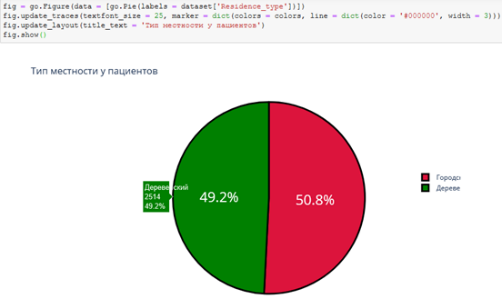 fig = go.Figure(data = [go.Pie(labels = dataset['Residence_type'])])
fig.update_traces(textfont_size = 25, marker = dict(colors = colors, line = dict(color = '#000000', width = 3)))
fig.update_layout(title_text = 'Тип местности у пациентов')
fig.show()
Тип местности у пациентов
Деревенский
2514
49.2%
49.2%
50.8%
Городс
Дереве